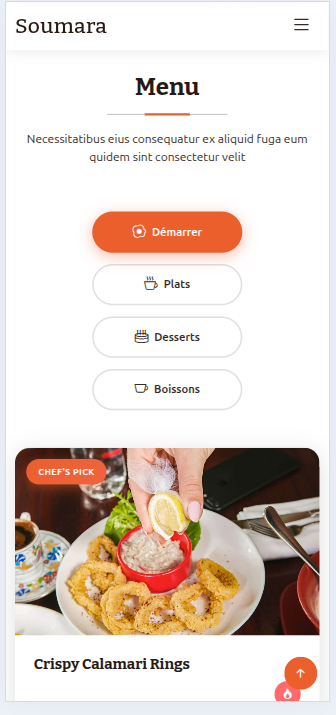 Soumara
Menu
Necessitatibus eius consequatur ex aliquid fuga eum
quidem sint consectetur velit
Démarrer
Plats
Desserts
Boissons
CHEF'S PICK
Crispy Calamari Rings